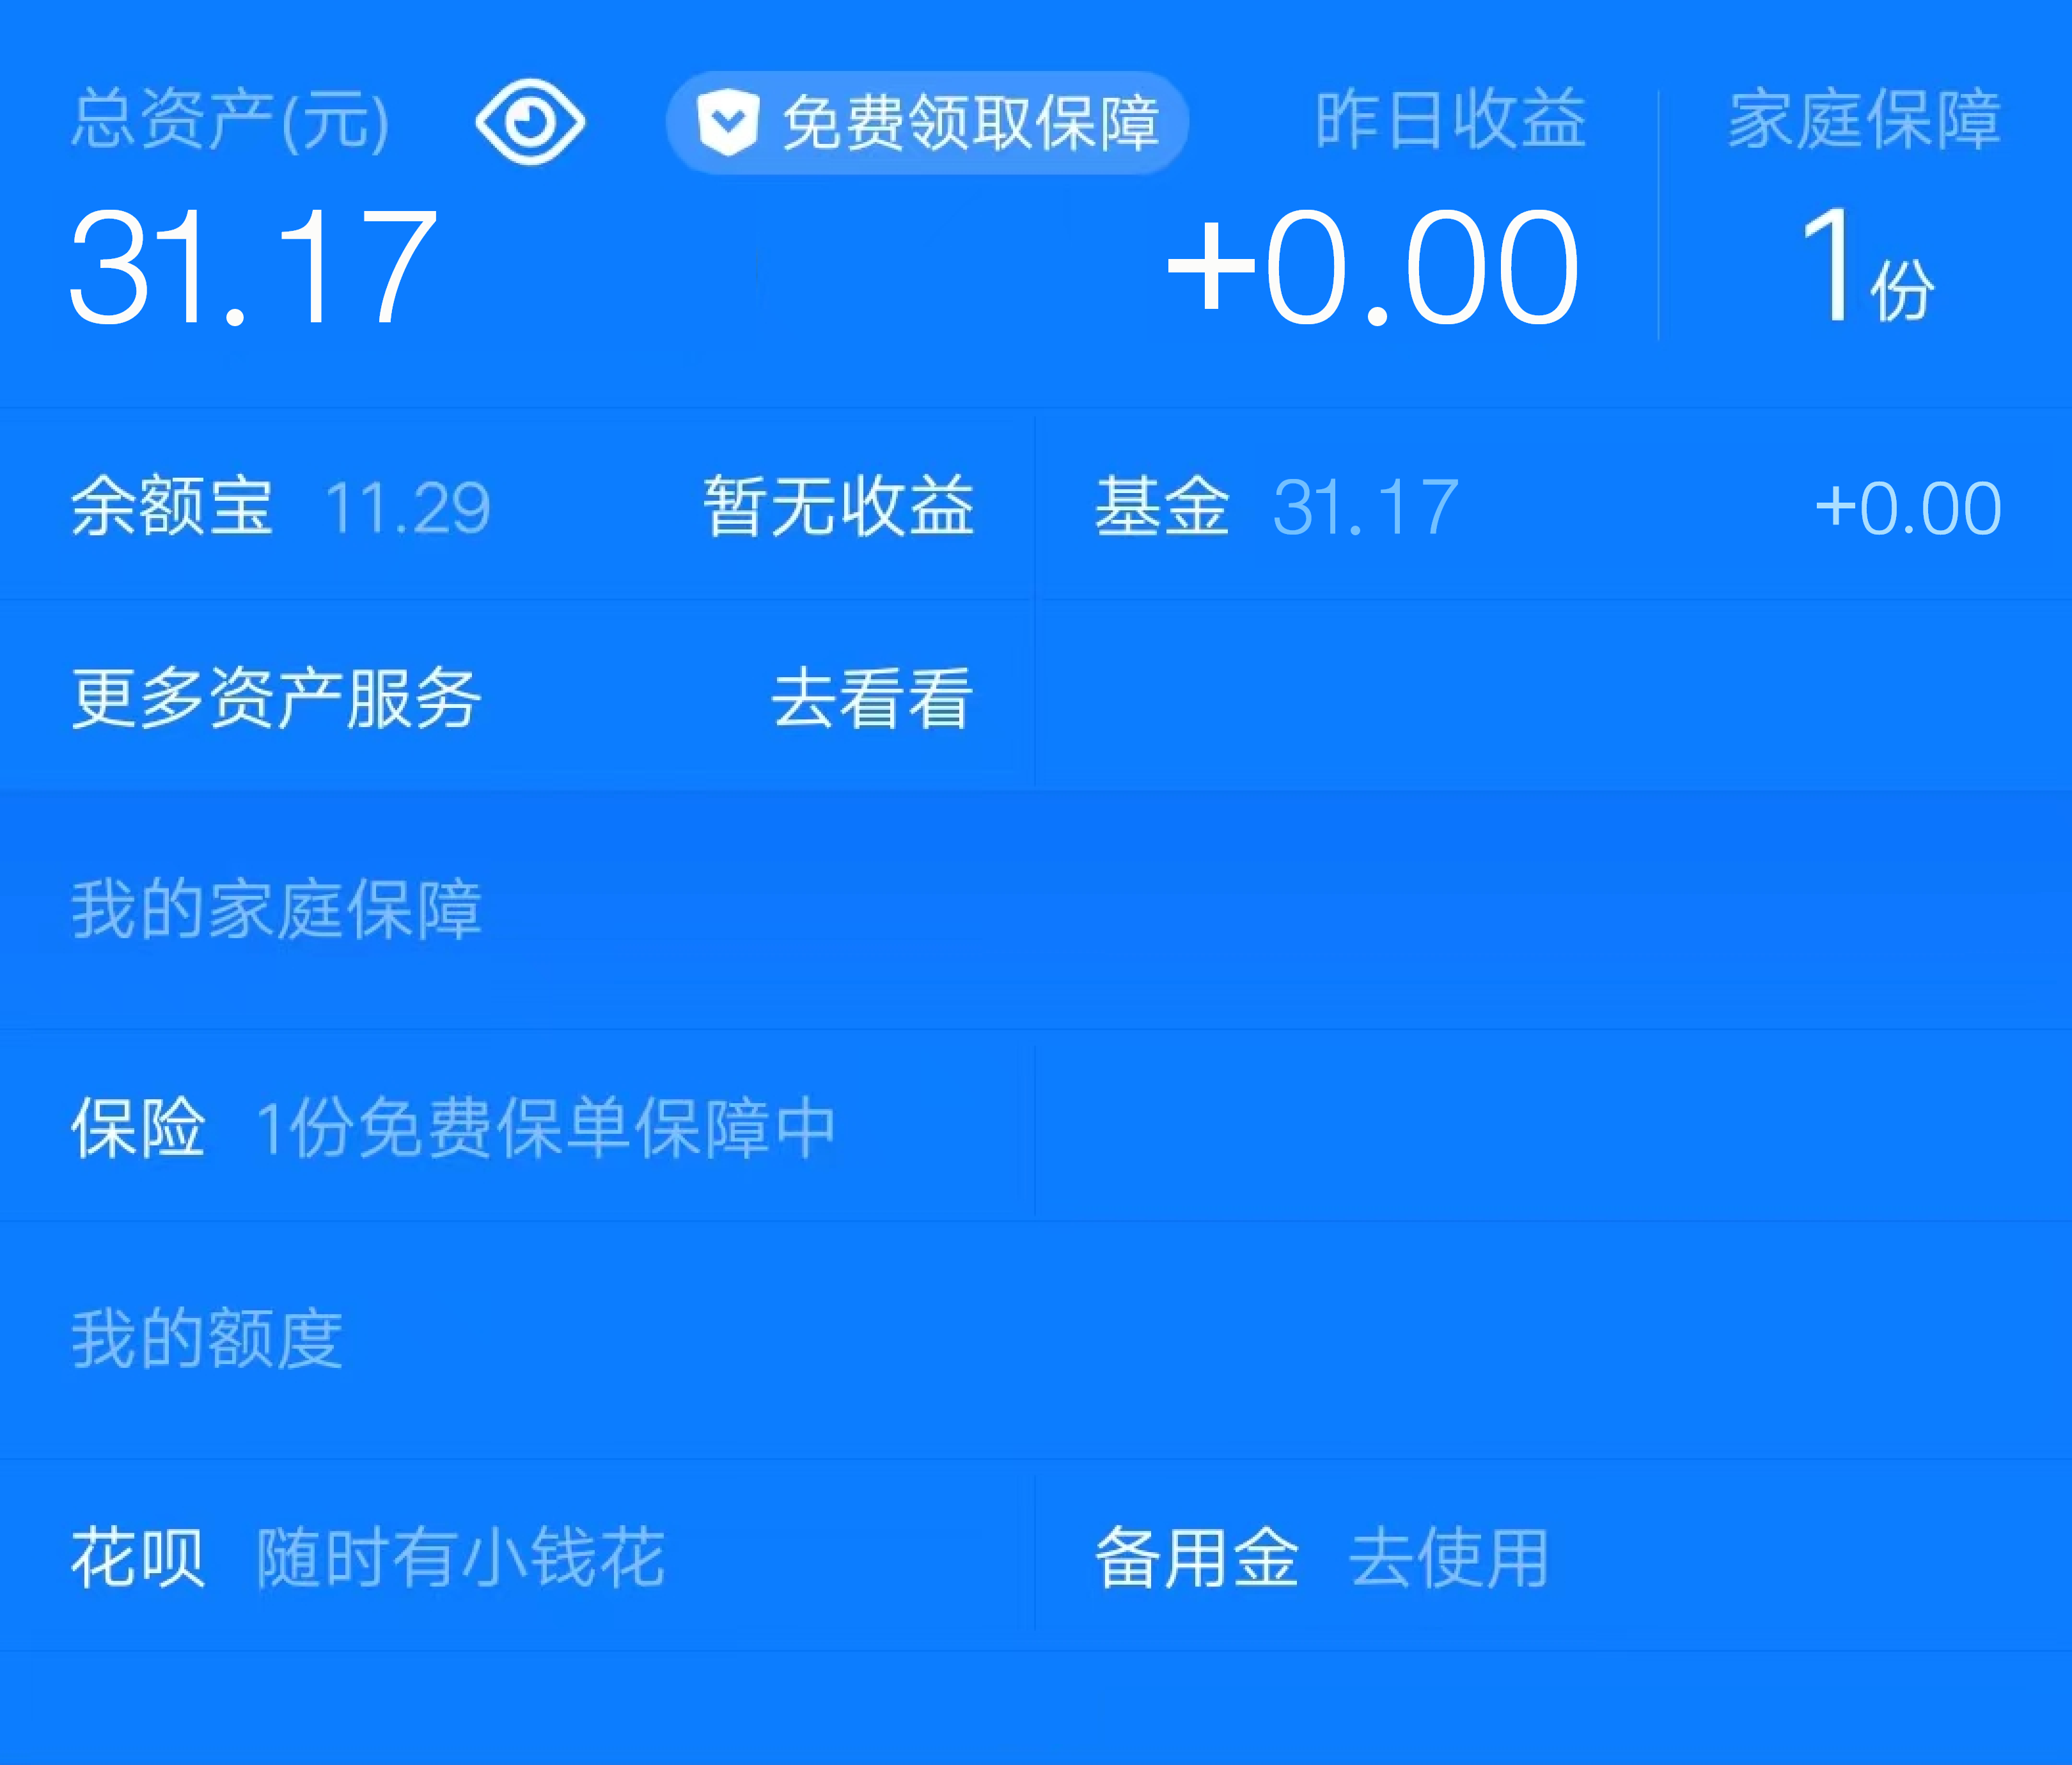 总资产(元) 免费领取保障 昨日收益 家庭保障
31.17 +0.00 1份
余额宝 11.29 暂无收益 基金 31.17 +0.00
更多资产服务 去看看
我的家庭保障
保险 1份免费保单保障中
我的额度
花呗 随时有小钱花 备用金 去使用